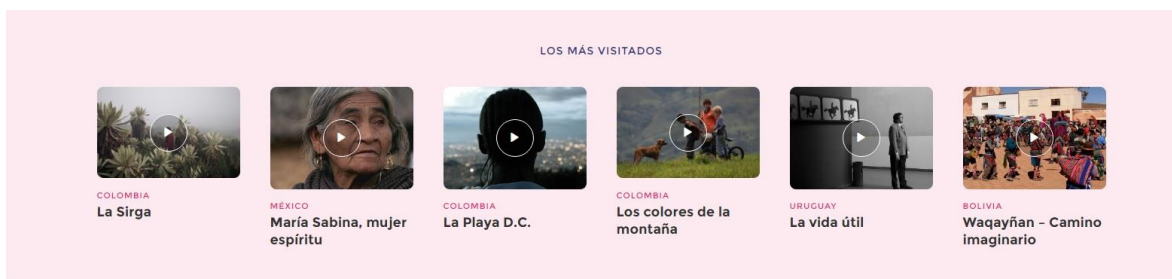 LOS MÁS VISITADOS
COLOMBIA
La Sirga
MÉXICO
María Sabina, mujer
espíritu
COLOMBIA
La Playa D.C.
COLOMBIA
Los colores de la
montaña
URUGUAY
La vida útil
BOLIVIA
Waqayñan – Camino
imaginario